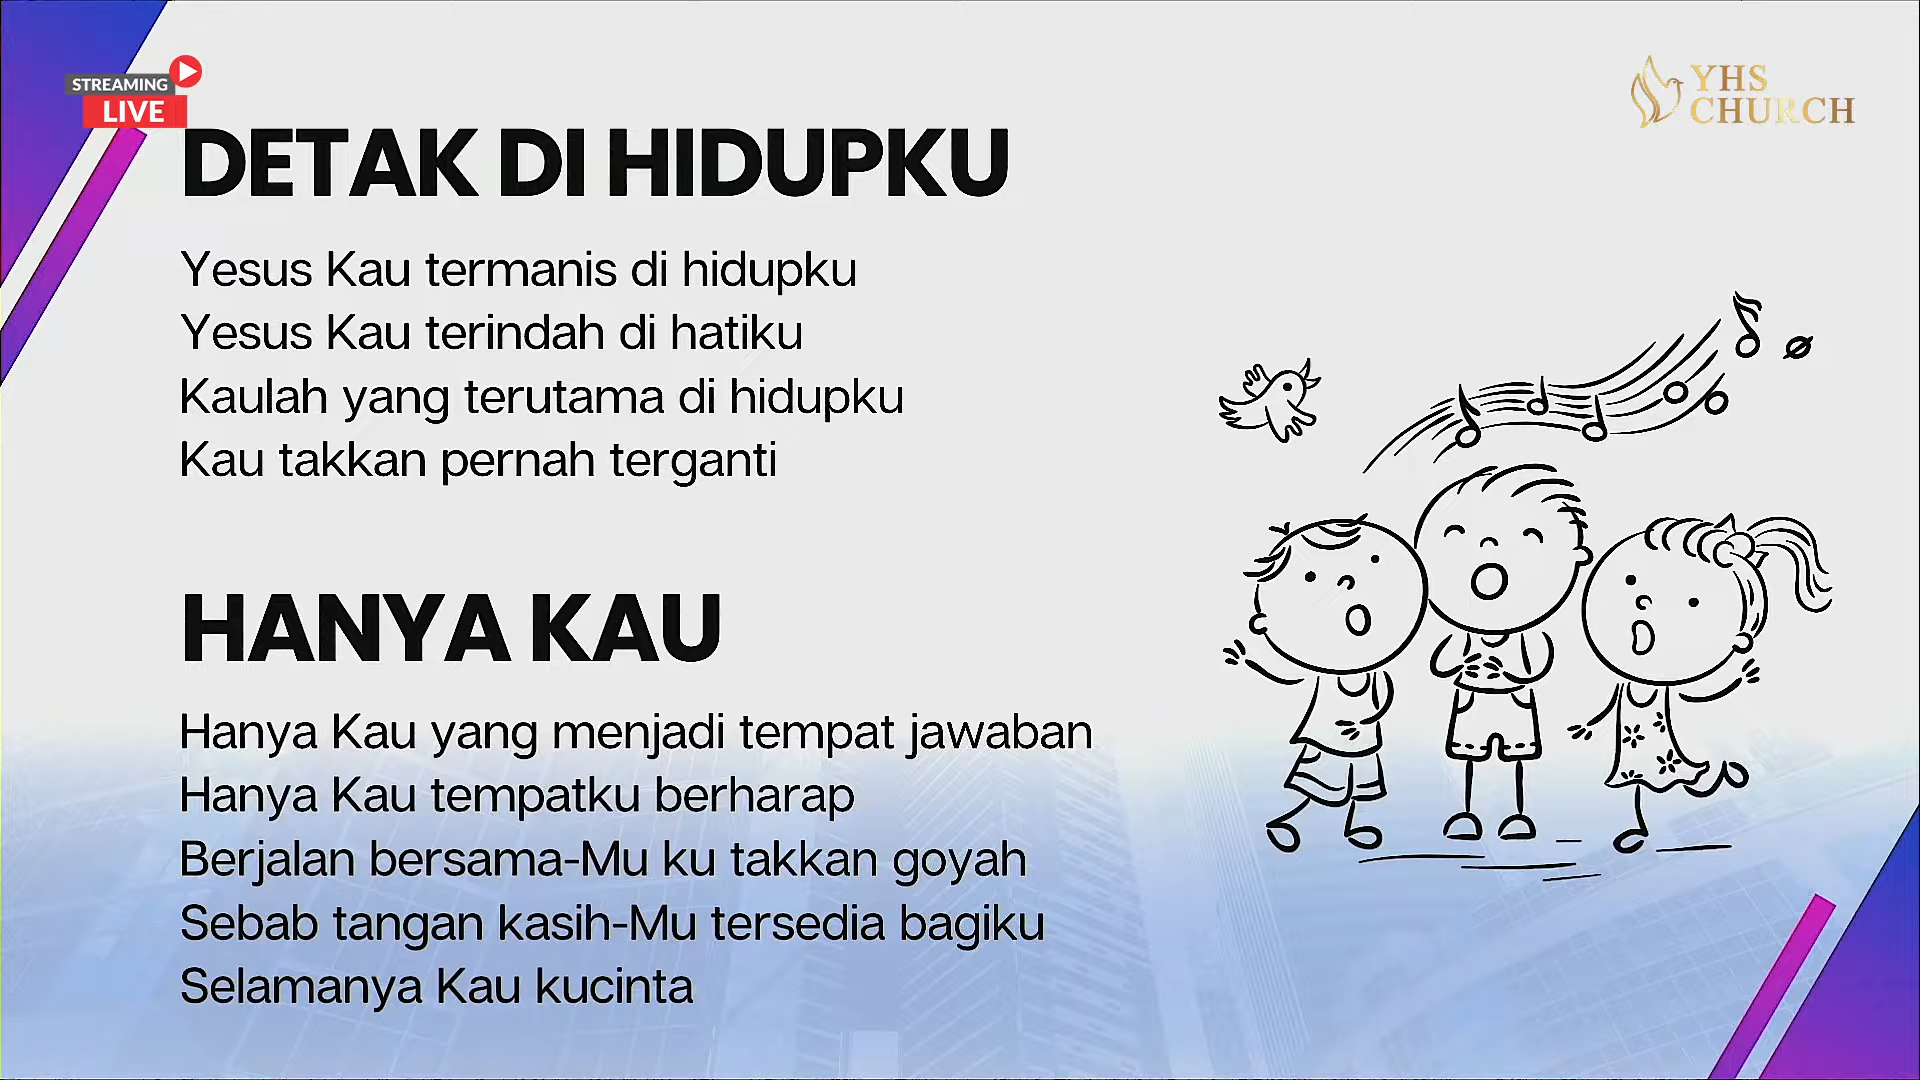 STREAMING
LIVE
YHS
CHURCH
DETAK DI HIDUPKU
Yesus Kau termanis di hidupku
Yesus Kau terindah di hatiku
Kaulah yang terutama di hidupku
Kau takkan pernah terganti
HANYA KAU
Hanya Kau yang menjadi tempat jawaban
Hanya Kau tempatku berharap
Berjalan bersama-Mu ku takkan goyah
Sebab tangan kasih-Mu tersedia bagiku
Selamanya Kau kucinta